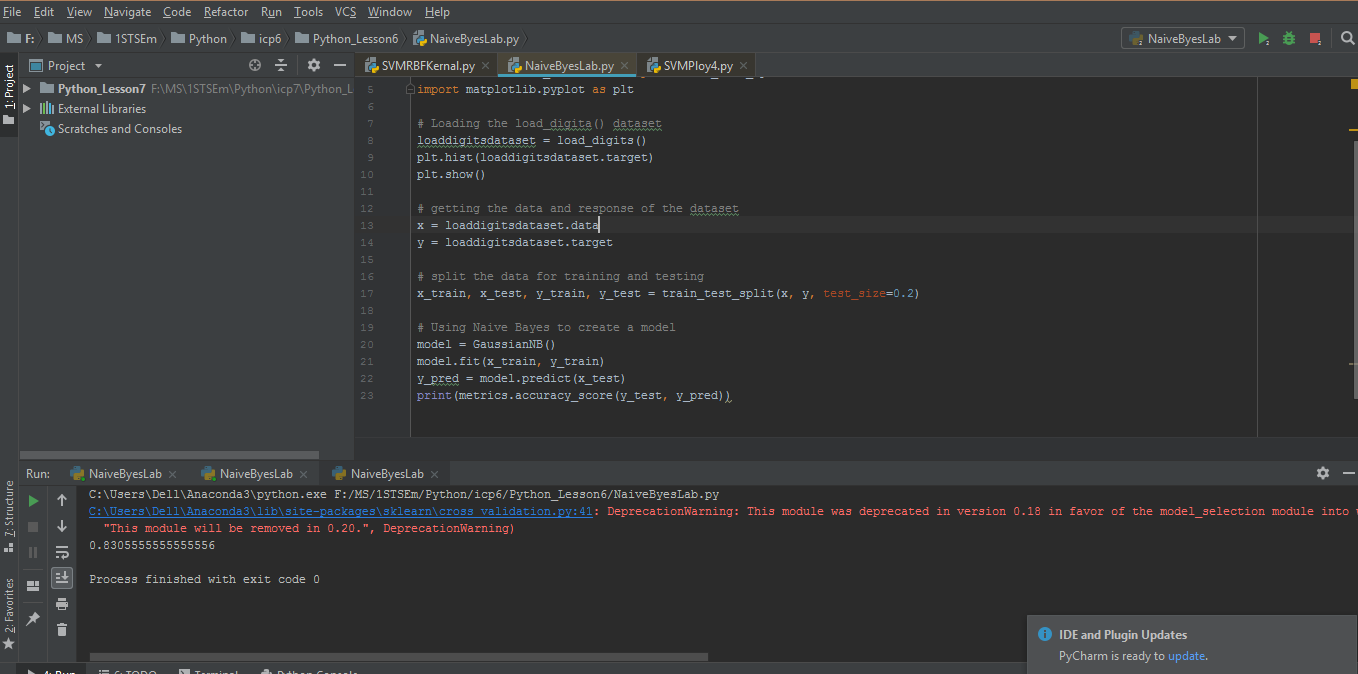 File Edit View Navigate Code Refactor Run Tools VCS Window Help
F: MS 1STSEm Python icp6 Python_Lesson6 NaiveByesLab.py NaiveByesLab
1: Project
Project
SVMRBFKernal.py NaiveByesLab.py SVMPloy4.py
Python_Lesson7 F:\MS\1STSEm\Python\icp7\Python_L
External Libraries
Scratches and Consoles
5 import matplotlib.pyplot as plt
6
7 # Loading the load_digita() dataset
8 loaddigitsdataset = load_digits()
9 plt.hist(loaddigitsdataset.target)
10 plt.show()
11
12 # getting the data and response of the dataset
13 x = loaddigitsdataset.data
14 y = loaddigitsdataset.target
15
16 # split the data for training and testing
17 x_train, x_test, y_train, y_test = train_test_split(x, y, test_size=0.2)
18
19 # Using Naive Bayes to create a model
20 model = GaussianNB()
21 model.fit(x_train, y_train)
22 y_pred = model.predict(x_test)
23 print(metrics.accuracy_score(y_test, y_pred))
Run: NaiveByesLab NaiveByesLab NaiveByesLab
7: Structure
2: Favorites
C:\Users\Dell\Anaconda3\python.exe F:/MS/1STSEm/Python/icp6/Python_Lesson6/NaiveByesLab.py
C:\Users\Dell\Anaconda3\lib\site-packages\sklearn\cross_validation.py:41: DeprecationWarning: This module was deprecated in version 0.18 in favor of the model_selection module into
"This module will be removed in 0.20.", DeprecationWarning)
0.8305555555555556
Process finished with exit code 0
IDE and Plugin Updates
PyCharm is ready to update.
4: Run 6: TODO Terminal Python Console